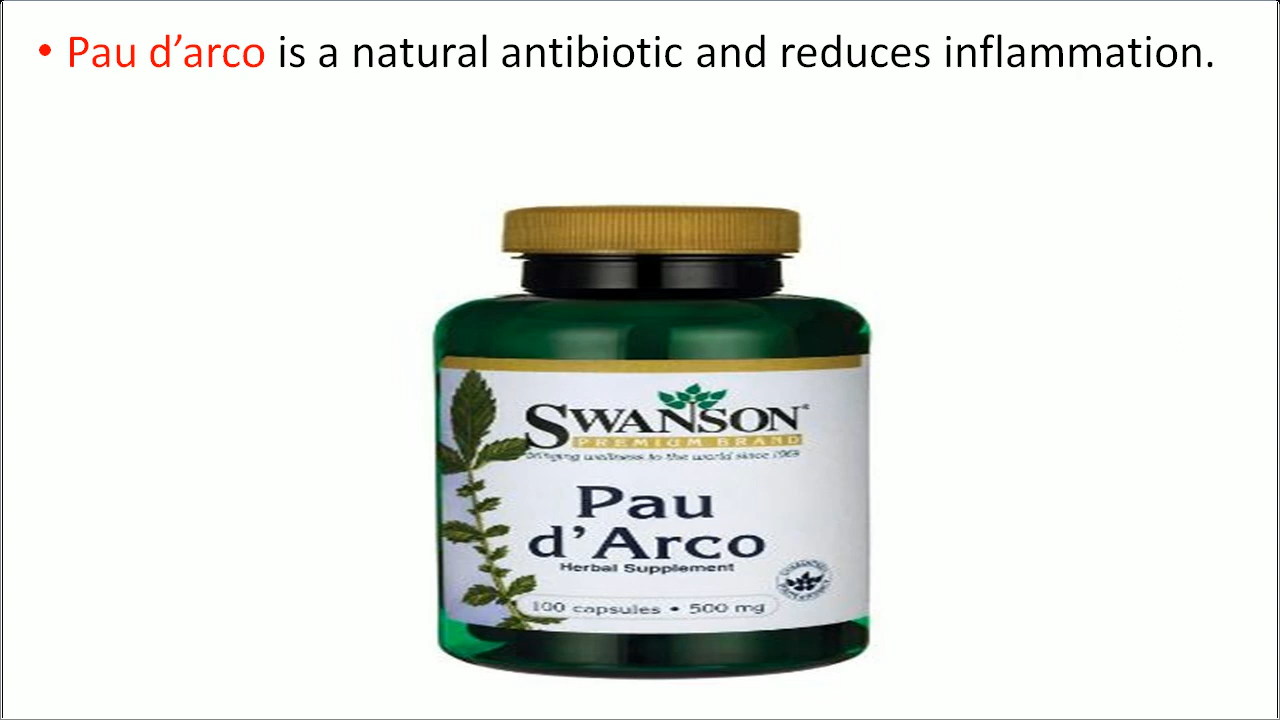 • Pau d’arco is a natural antibiotic and reduces inflammation.
SWANSON®
PREMIUM BRAND
bringing wellness to the world since 1969
Pau
d’Arco
Herbal Supplement
100 capsules • 500 mg